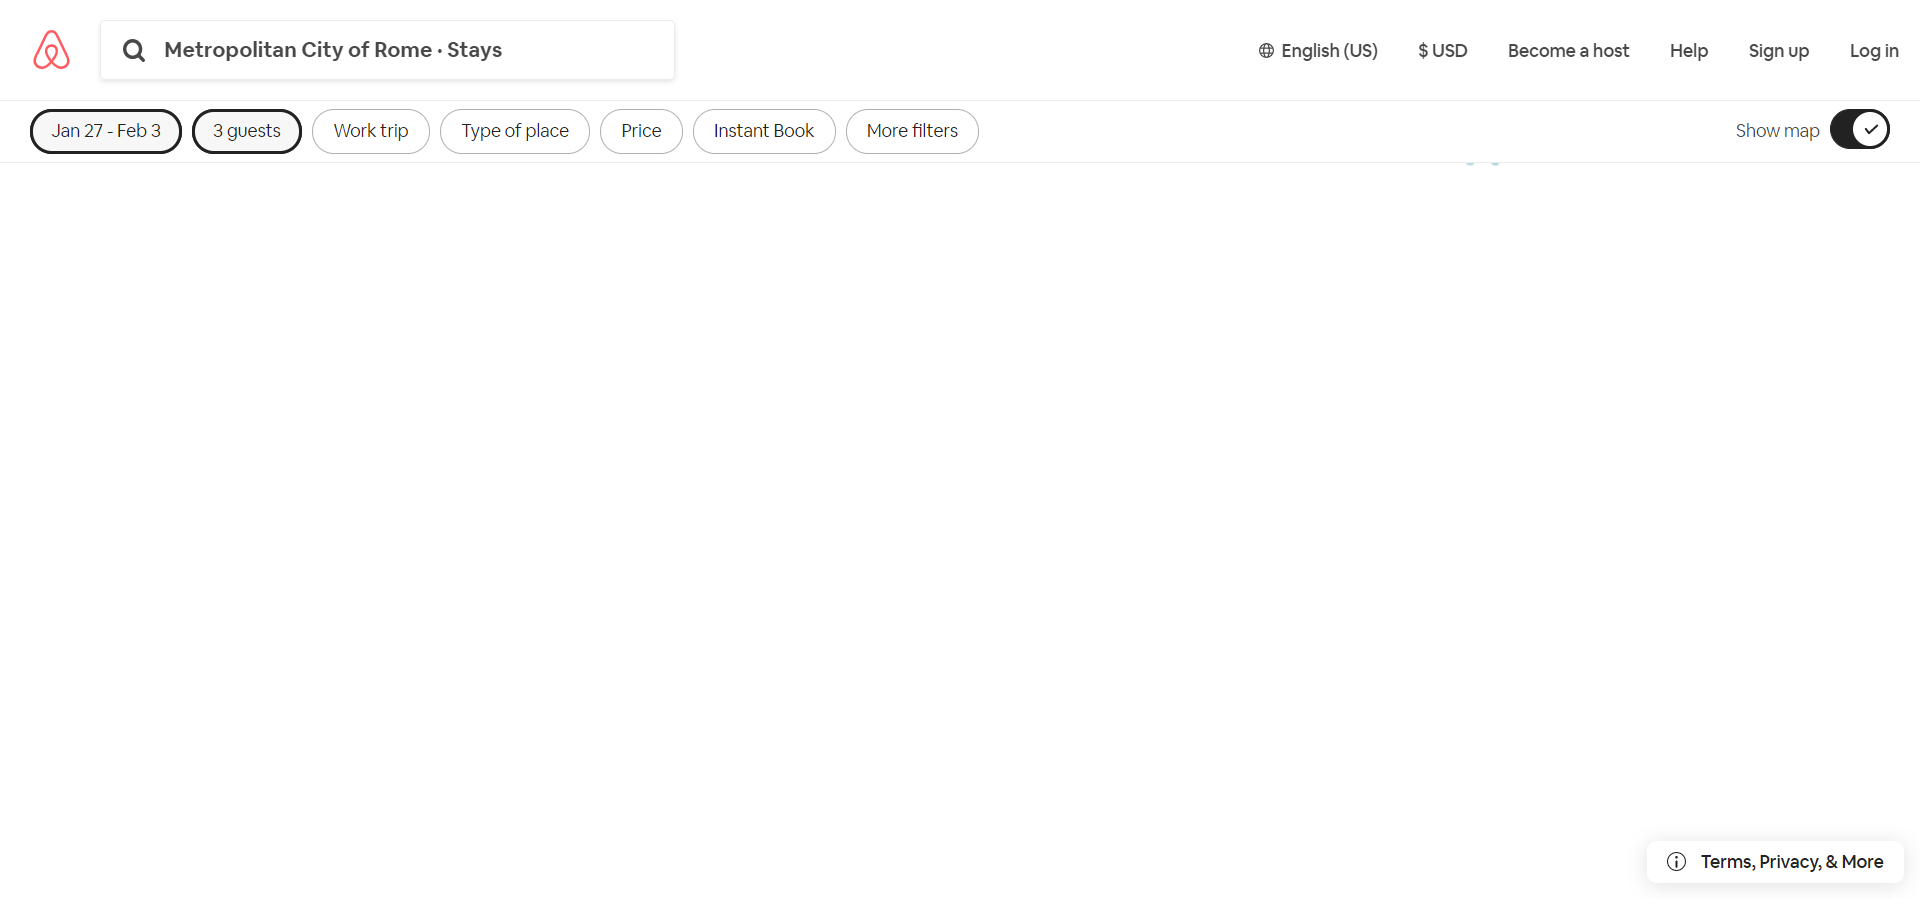 Metropolitan City of Rome · Stays
English (US) $ USD Become a host Help Sign up Log in
Jan 27 - Feb 3 3 guests Work trip Type of place Price Instant Book More filters Show map
Terms, Privacy, & More